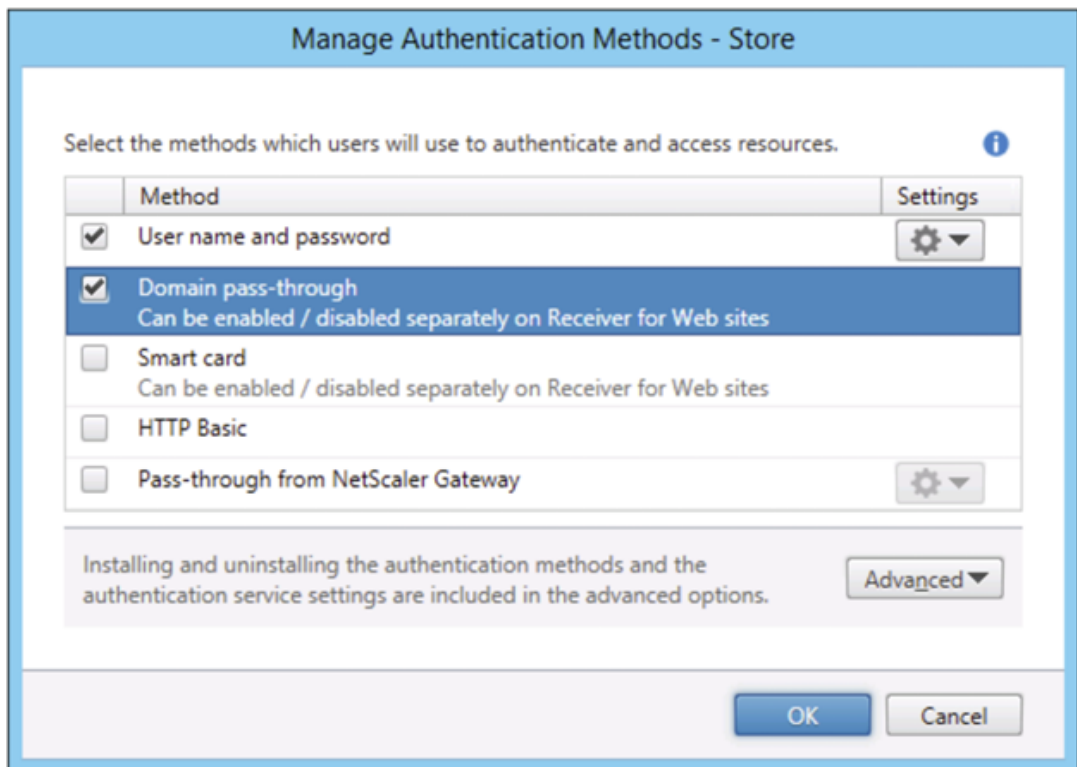 Manage Authentication Methods - Store
Select the methods which users will use to authenticate and access resources.
Method Settings
User name and password
Domain pass-through
Can be enabled / disabled separately on Receiver for Web sites
Smart card
Can be enabled / disabled separately on Receiver for Web sites
HTTP Basic
Pass-through from NetScaler Gateway
Installing and uninstalling the authentication methods and the
authentication service settings are included in the advanced options.
Advanced
OK Cancel